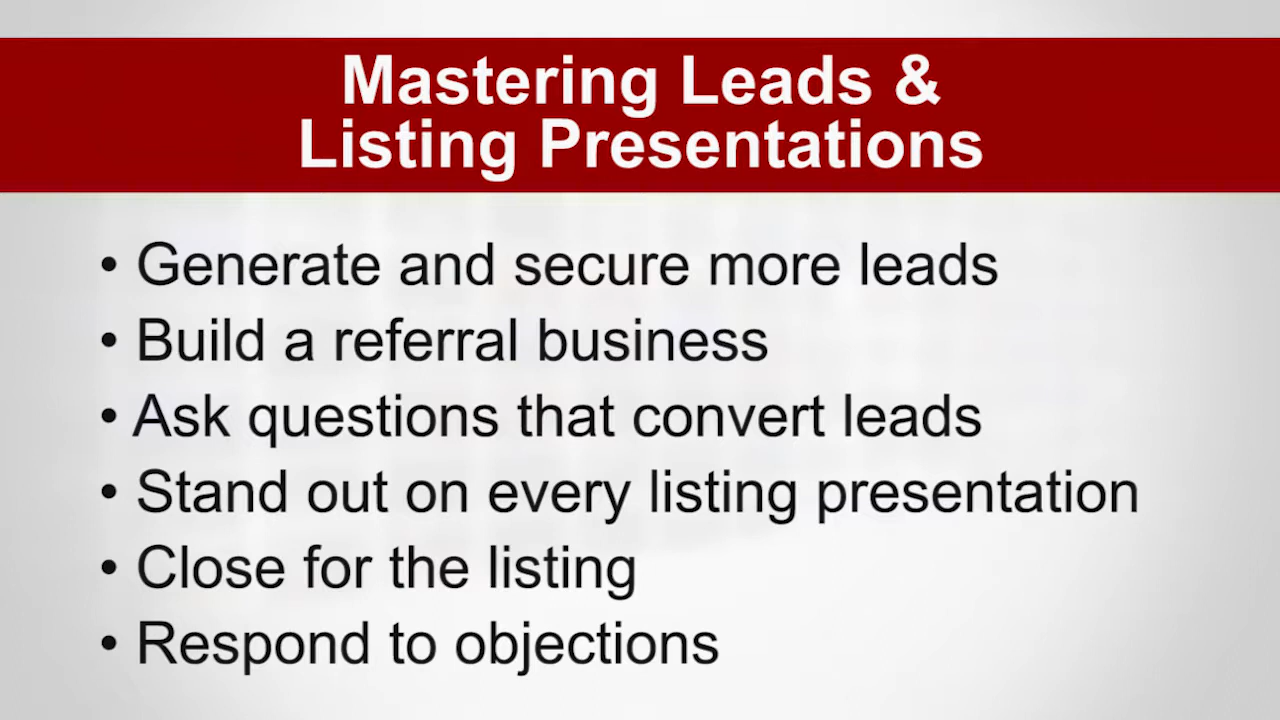 Mastering Leads &
Listing Presentations
• Generate and secure more leads
• Build a referral business
• Ask questions that convert leads
• Stand out on every listing presentation
• Close for the listing
• Respond to objections